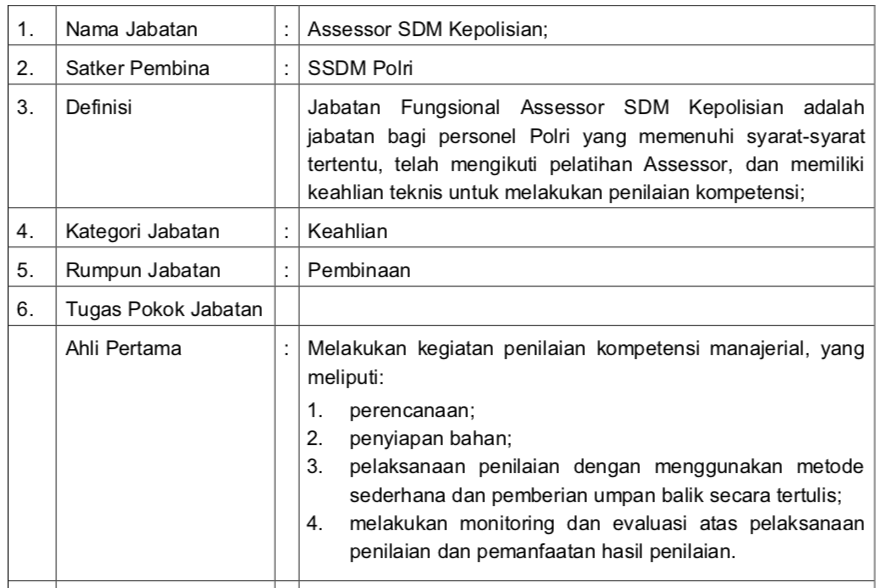 1. Nama Jabatan : Assessor SDM Kepolisian;
2. Satker Pembina : SSDM Polri
3. Definisi Jabatan Fungsional Assessor SDM Kepolisian adalah
jabatan bagi personel Polri yang memenuhi syarat-syarat
tertentu, telah mengikuti pelatihan Assessor, dan memiliki
keahlian teknis untuk melakukan penilaian kompetensi;
4. Kategori Jabatan : Keahlian
5. Rumpun Jabatan : Pembinaan
6. Tugas Pokok Jabatan
Ahli Pertama : Melakukan kegiatan penilaian kompetensi manajerial, yang
meliputi:
1. perencanaan;
2. penyiapan bahan;
3. pelaksanaan penilaian dengan menggunakan metode
sederhana dan pemberian umpan balik secara tertulis;
4. melakukan monitoring dan evaluasi atas pelaksanaan
penilaian dan pemanfaatan hasil penilaian.